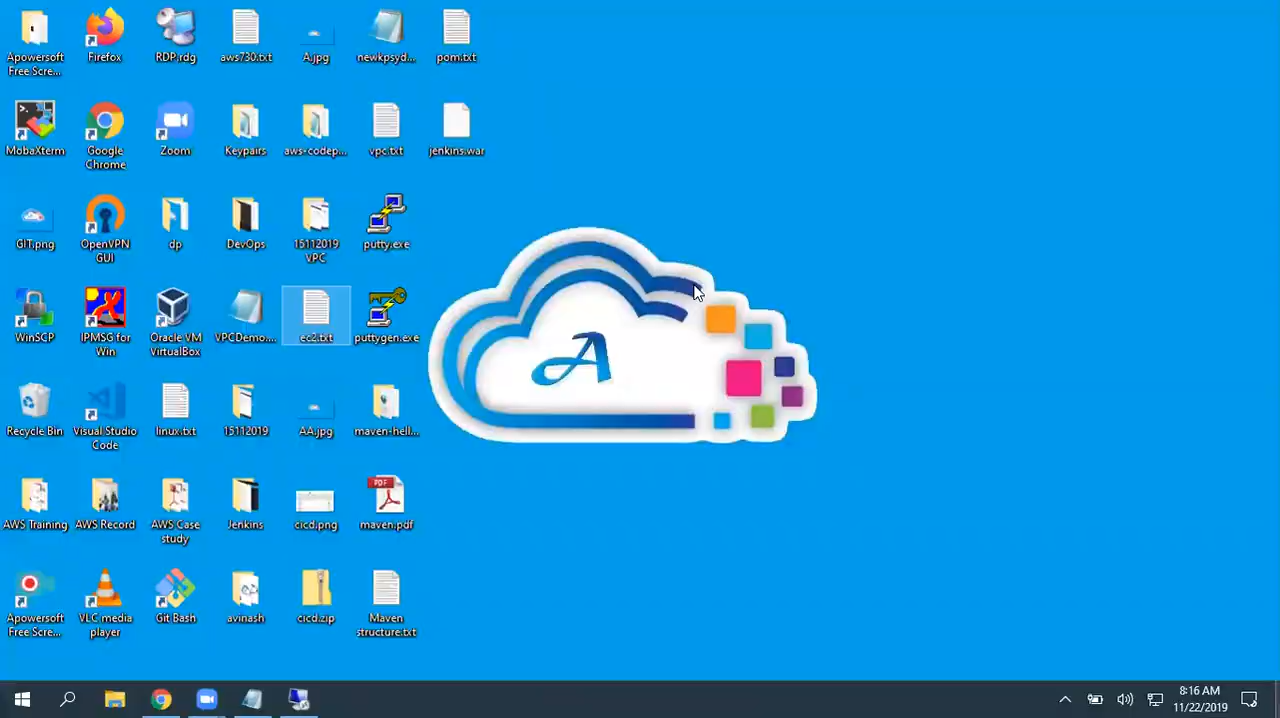 Apowersoft
Free Scre...
Firefox
RDP.rdg
aws730.txt
A.jpg
newkpsyd...
pom.txt
MobaXterm
Google
Chrome
Zoom
Keypairs
aws-codep...
vpc.txt
jenkins.war
GIT.png
OpenVPN
GUI
dp
DevOps
15112019
VPC
putty.exe
WinSCP
IPMSG for
Win
Oracle VM
VirtualBox
VPCDemo....
ec2.txt
puttygen.exe
Recycle Bin
Visual Studio
Code
linux.txt
15112019
AA.jpg
maven-hell...
AWS Training
AWS Record
AWS Case
study
Jenkins
cicd.png
PDF
maven.pdf
Apowersoft
Free Scre...
VLC media
player
Git Bash
avinash
cicd.zip
Maven
structure.txt
A
8:16 AM
11/22/2019